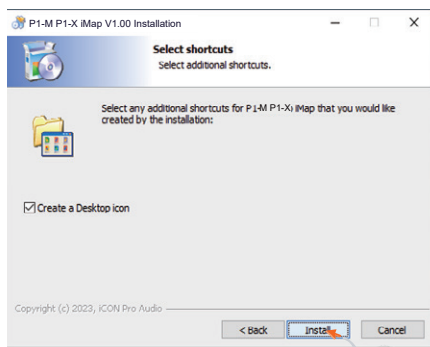 P1-M P1-X iMap V1.00 Installation
Select shortcuts
Select additional shortcuts.
Select any additional shortcuts for P1-M P1-X iMap that you would like
created by the installation:
Create a Desktop icon
Copyright (c) 2023, iCON Pro Audio
< Back Install Cancel